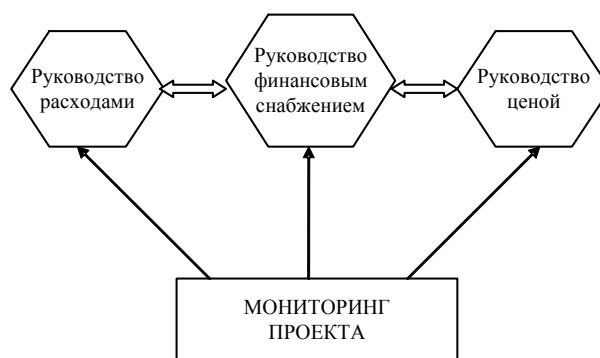 Руководство
расходами
Руководство
финансовым
снабжением
Руководство
ценой
МОНИТОРИНГ
ПРОЕКТА